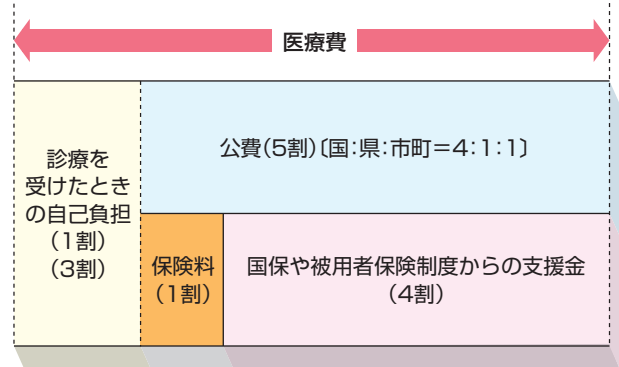 医療費
診療を
受けたとき
の自己負担
(1割)
(3割)
公費(5割)〔国:県:市町=4:1:1〕
保険料
(1割)
国保や被用者保険制度からの支援金
(4割)